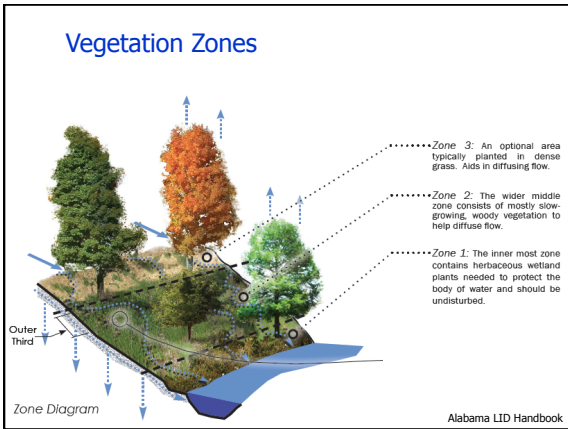 Vegetation Zones
Zone 3: An optional area
typically planted in dense
grass. Aids in diffusing flow.
Zone 2: The wider middle
zone consists of mostly slow-
growing, woody vegetation to
help diffuse flow.
Zone 1: The inner most zone
contains herbaceous wetland
plants needed to protect the
body of water and should be
undisturbed.
Outer
Third
Zone Diagram
Alabama LID Handbook